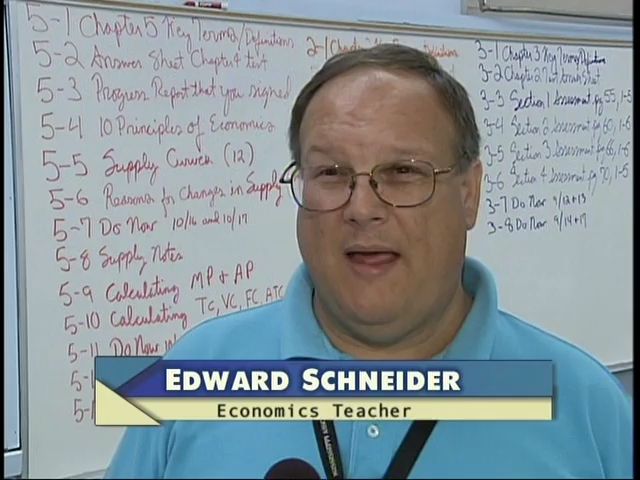 5-1 Chapter 5 Key Terms/Definitions
5-2 Answer Sheet Chapter 4 test
5-3 Progress Report that you signed
5-4 10 Principles of Economics
5-5 Supply Curves (12)
5-6 Reasons for Changes in Supply
5-7 Do Now 10/16 and 10/17
5-8 Supply Notes
5-9 Calculating MP & AP
5-10 Calculating TC, VC, FC, ATC
5-11 Do Now
2-1
3-1 Chapter 3 Key Terms/Definitions
3-2 Chapter 3 Test Answer Sheet
3-3 Section 1 Assessment pg 55, 1-5
3-4 Section 2 Assessment pg 60, 1-5
3-5 Section 3 Assessment pg 66, 1-5
3-6 Section 4 Assessment pg 70, 1-5
3-7 Do Now 9/12+13
3-8 Do Now 9/14+17
EDWARD SCHNEIDER
Economics Teacher